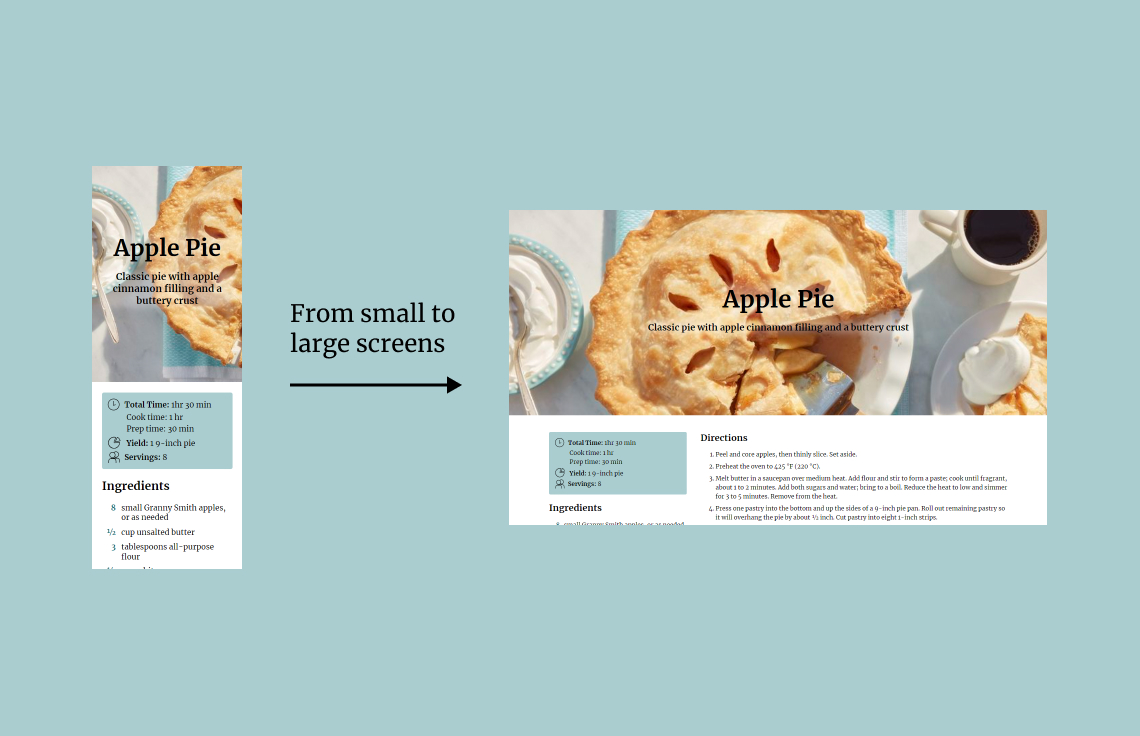 Apple Pie
Classic pie with apple
cinnamon filling and a
buttery crust
Total Time: 1hr 30 min
Cook time: 1 hr
Prep time: 30 min
Yield: 1 9-inch pie
Servings: 8
Ingredients
8 small Granny Smith apples,
or as needed
½ cup unsalted butter
3 tablespoons all-purpose
flour
From small to
large screens
Apple Pie
Classic pie with apple cinnamon filling and a buttery crust
Total Time: 1hr 30 min
Cook time: 1 hr
Prep time: 30 min
Yield: 1 9-inch pie
Servings: 8
Ingredients
8 small Granny Smith apples, or as needed
Directions
1. Peel and core apples, then thinly slice. Set aside.
2. Preheat the oven to 425 °F (220 °C).
3. Melt butter in a saucepan over medium heat. Add flour and stir to form a paste; cook until fragrant,
about 1 to 2 minutes. Add both sugars and water; bring to a boil. Reduce the heat to low and simmer
for 3 to 5 minutes. Remove from the heat.
4. Press one pastry into the bottom and up the sides of a 9-inch pie pan. Roll out remaining pastry so
it will overhang the pie by about ½ inch. Cut pastry into eight 1-inch strips.